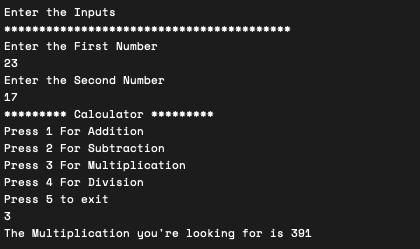 Enter the Inputs
*****************************************
Enter the First Number
23
Enter the Second Number
17
********* Calculator *********
Press 1 For Addition
Press 2 For Subtraction
Press 3 For Multiplication
Press 4 For Division
Press 5 to exit
3
The Multiplication you're looking for is 391